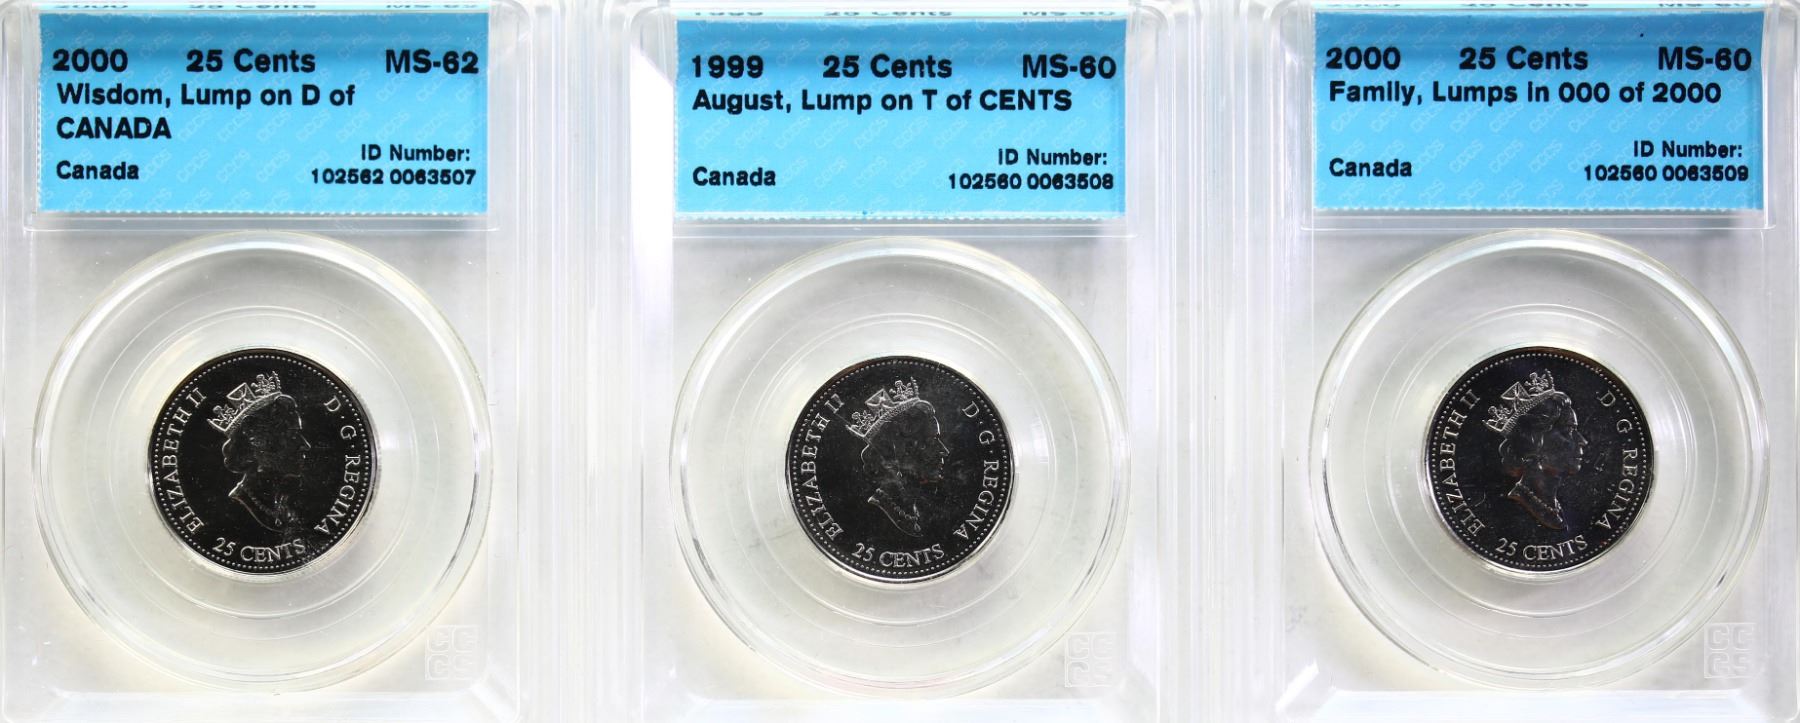 2000 25 Cents MS-62
Wisdom, Lump on D of
CANADA
ID Number:
Canada
102562 0063507
ELIZABETH II D·G·REGINA
25 CENTS
CCCS
1999 25 Cents MS-60
August, Lump on T of CENTS
ID Number:
Canada
102560 0063508
ELIZABETH II D·G·REGINA
25 CENTS
CCCS
2000 25 Cents MS-60
Family, Lumps in 000 of 2000
ID Number:
Canada
102560 0063509
ELIZABETH II D·G·REGINA
25 CENTS
CCCS